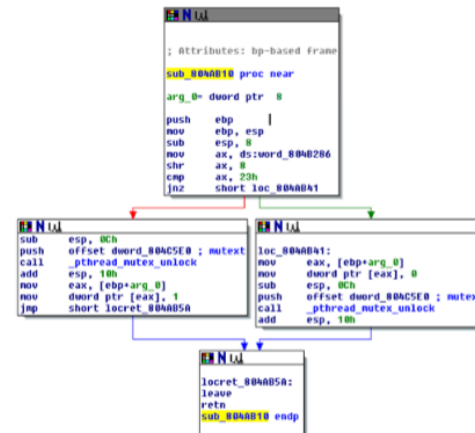 ; Attributes: bp-based frame
sub_804AB10 proc near
arg_0= dword ptr  8
push    ebp
mov     ebp, esp
sub     esp, 8
mov     ax, ds:word_804B286
shr     ax, 8
cmp     ax, 23h
jnz     short loc_804AB41
sub     esp, 0Ch
push    offset dword_804C5E0 ; mutext
call    _pthread_mutex_unlock
add     esp, 10h
mov     eax, [ebp+arg_0]
mov     dword ptr [eax], 1
jmp     short locret_804AB5A
loc_804AB41:
mov     eax, [ebp+arg_0]
mov     dword ptr [eax], 0
sub     esp, 0Ch
push    offset dword_804C5E0 ; mutex
call    _pthread_mutex_unlock
add     esp, 10h
locret_804AB5A:
leave
retn
sub_804AB10 endp